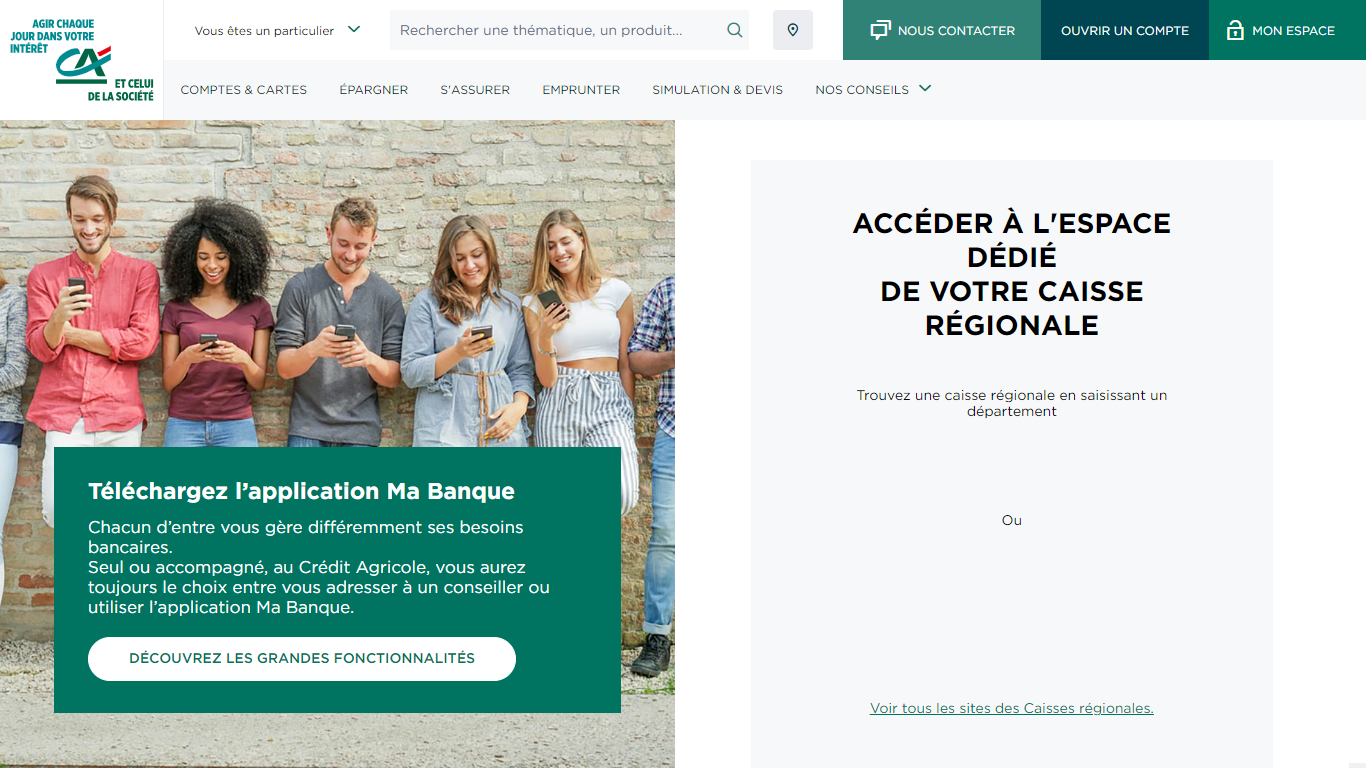 AGIR CHAQUE
JOUR DANS VOTRE
INTÉRÊT
CA
ET CELUI
DE LA SOCIÉTÉ
Vous êtes un particulier
Rechercher une thématique, un produit...
NOUS CONTACTER
OUVRIR UN COMPTE
MON ESPACE
COMPTES & CARTES
ÉPARGNER
S'ASSURER
EMPRUNTER
SIMULATION & DEVIS
NOS CONSEILS
Téléchargez l’application Ma Banque
Chacun d’entre vous gère différemment ses besoins
bancaires.
Seul ou accompagné, au Crédit Agricole, vous aurez
toujours le choix entre vous adresser à un conseiller ou
utiliser l’application Ma Banque.
DÉCOUVREZ LES GRANDES FONCTIONNALITÉS
ACCÉDER À L'ESPACE
DÉDIÉ
DE VOTRE CAISSE
RÉGIONALE
Trouvez une caisse régionale en saisissant un
département
Ou
Voir tous les sites des Caisses régionales.